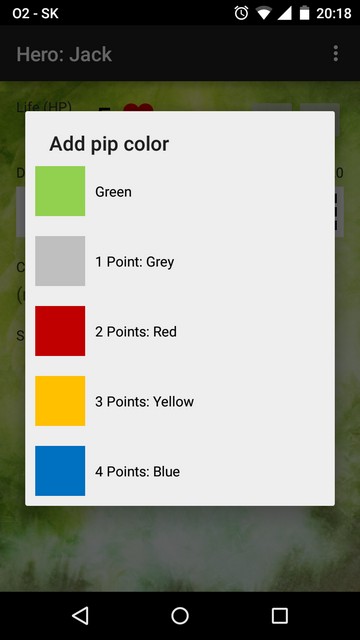 O2 - SK
20:18
Hero: Jack
Life (HP)
Add pip color
0
Green
1 Point: Grey
2 Points: Red
3 Points: Yellow
4 Points: Blue